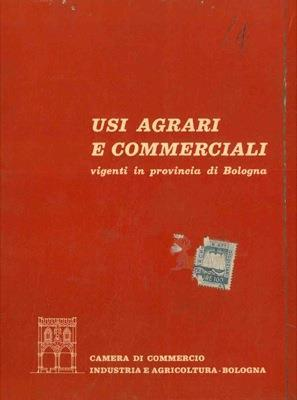 USI AGRARI
E COMMERCIALI
vigenti in provincia di Bologna
CAMERA DI COMMERCIO
INDUSTRIA E AGRICOLTURA - BOLOGNA